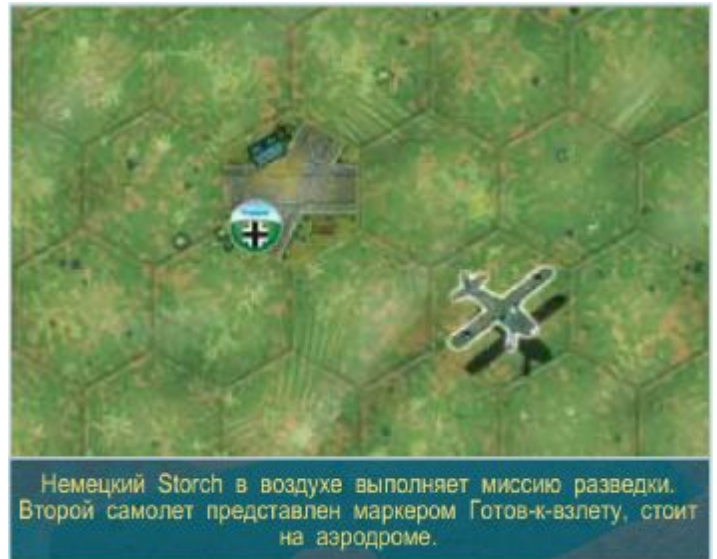 Немецкий Storch в воздухе выполняет миссию разведки.
Второй самолет представлен маркером Готов-к-взлету, стоит
на аэродроме.